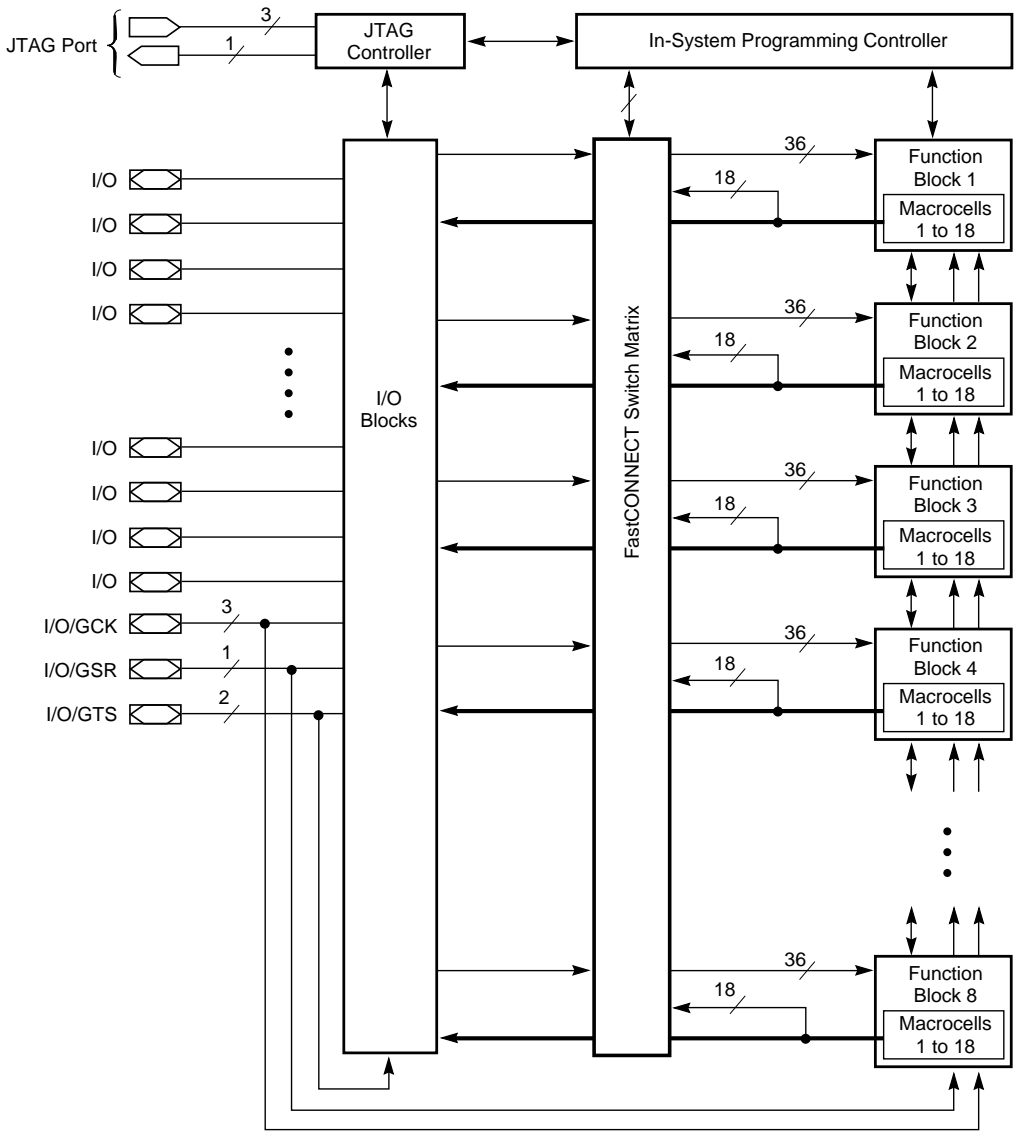 JTAG Port
3
1
JTAG
Controller
In-System Programming Controller
I/O
I/O
I/O
I/O
I/O
I/O
I/O
I/O
I/O/GCK
3
I/O/GSR
1
I/O/GTS
2
I/O
Blocks
FastCONNECT Switch Matrix
36
18
Function
Block 1
Macrocells
1 to 18
36
18
Function
Block 2
Macrocells
1 to 18
36
18
Function
Block 3
Macrocells
1 to 18
36
18
Function
Block 4
Macrocells
1 to 18
36
18
Function
Block 8
Macrocells
1 to 18